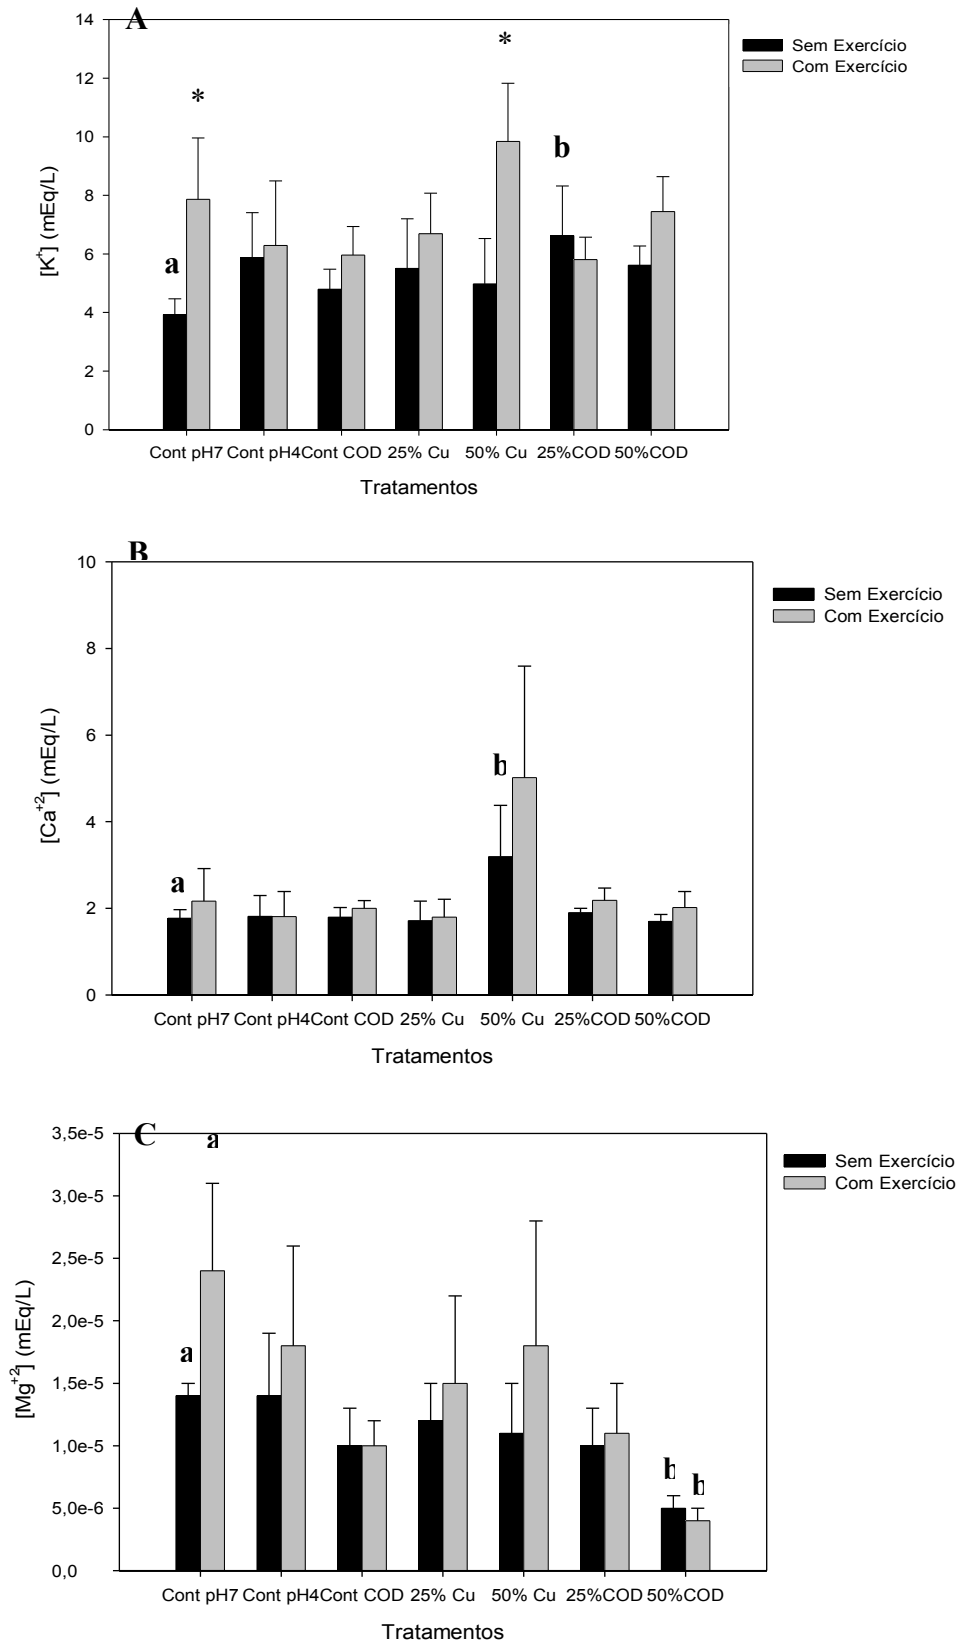 A
14
Sem Exercício
Com Exercício
*
*
12
10
b
8
a
6
4
2
0
[K⁺] (mEq/L)
Cont pH7 Cont pH4 Cont COD 25% Cu 50% Cu 25%COD 50%COD
Tratamentos
B
10
Sem Exercício
Com Exercício
8
6
b
4
a
2
0
[Ca⁺²] (mEq/L)
Cont pH7 Cont pH4 Cont COD 25% Cu 50% Cu 25%COD 50%COD
Tratamentos
C
3,5e-5
a
Sem Exercício
Com Exercício
3,0e-5
2,5e-5
2,0e-5
a
1,5e-5
1,0e-5
b
b
5,0e-6
0,0
[Mg⁺²] (mEq/L)
Cont pH7 Cont pH4 Cont COD 25% Cu 50% Cu 25%COD 50%COD
Tratamentos